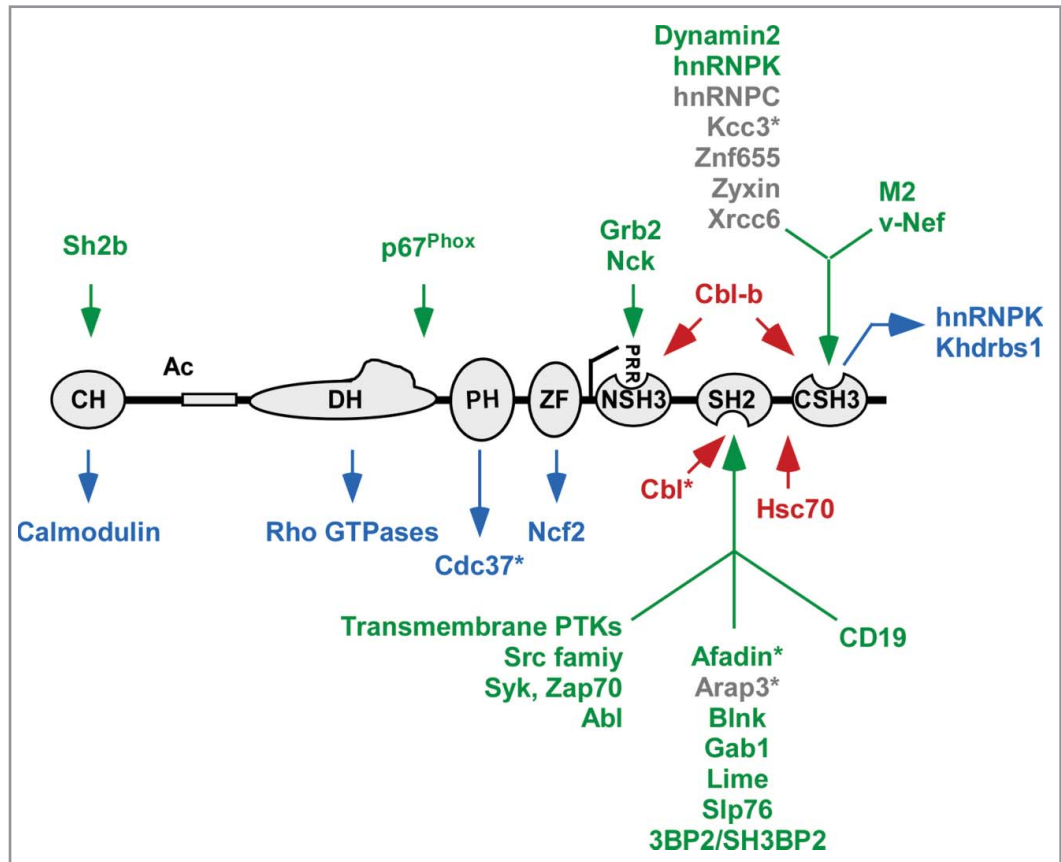 Dynamin2
hnRNPK
hnRNPC
Kcc3*
Znf655
Zyxin
Xrcc6
M2
v-Nef
Sh2b
p67Phox
Grb2
Nck
Cbl-b
hnRNPK
Khdrbs1
Ac
PRR
CH
DH
PH
ZF
NSH3
SH2
CSH3
Cbl*
Hsc70
Calmodulin
Rho GTPases
Ncf2
Cdc37*
Transmembrane PTKs
Src famiy
Syk, Zap70
Abl
Afadin*
Arap3*
Blnk
Gab1
Lime
Slp76
3BP2/SH3BP2
CD19